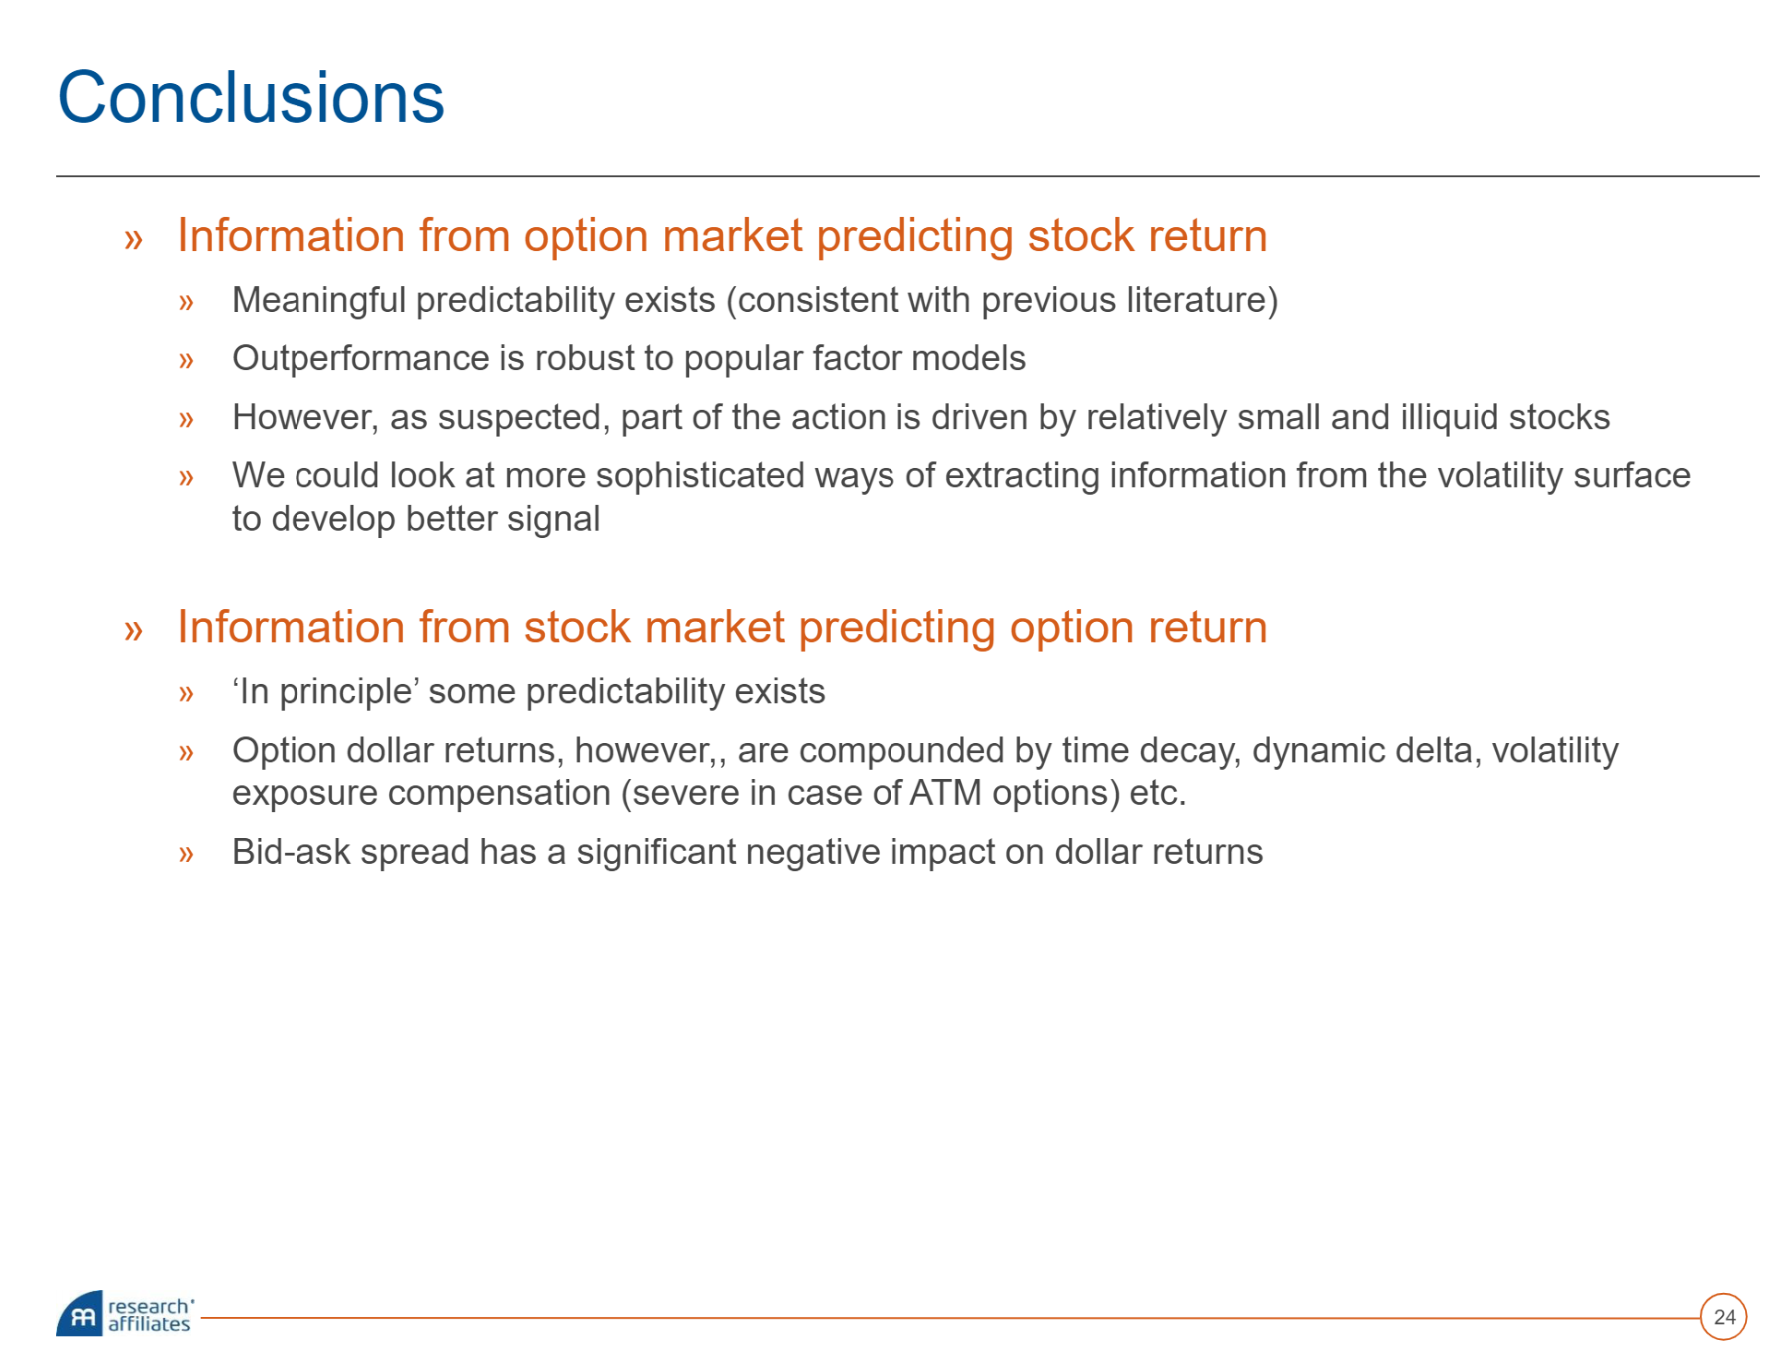 Conclusions
» Information from option market predicting stock return
» Meaningful predictability exists (consistent with previous literature)
» Outperformance is robust to popular factor models
» However, as suspected, part of the action is driven by relatively small and illiquid stocks
» We could look at more sophisticated ways of extracting information from the volatility surface
to develop better signal
» Information from stock market predicting option return
» ‘In principle’ some predictability exists
» Option dollar returns, however,, are compounded by time decay, dynamic delta, volatility
exposure compensation (severe in case of ATM options) etc.
» Bid-ask spread has a significant negative impact on dollar returns
research
affiliates
24